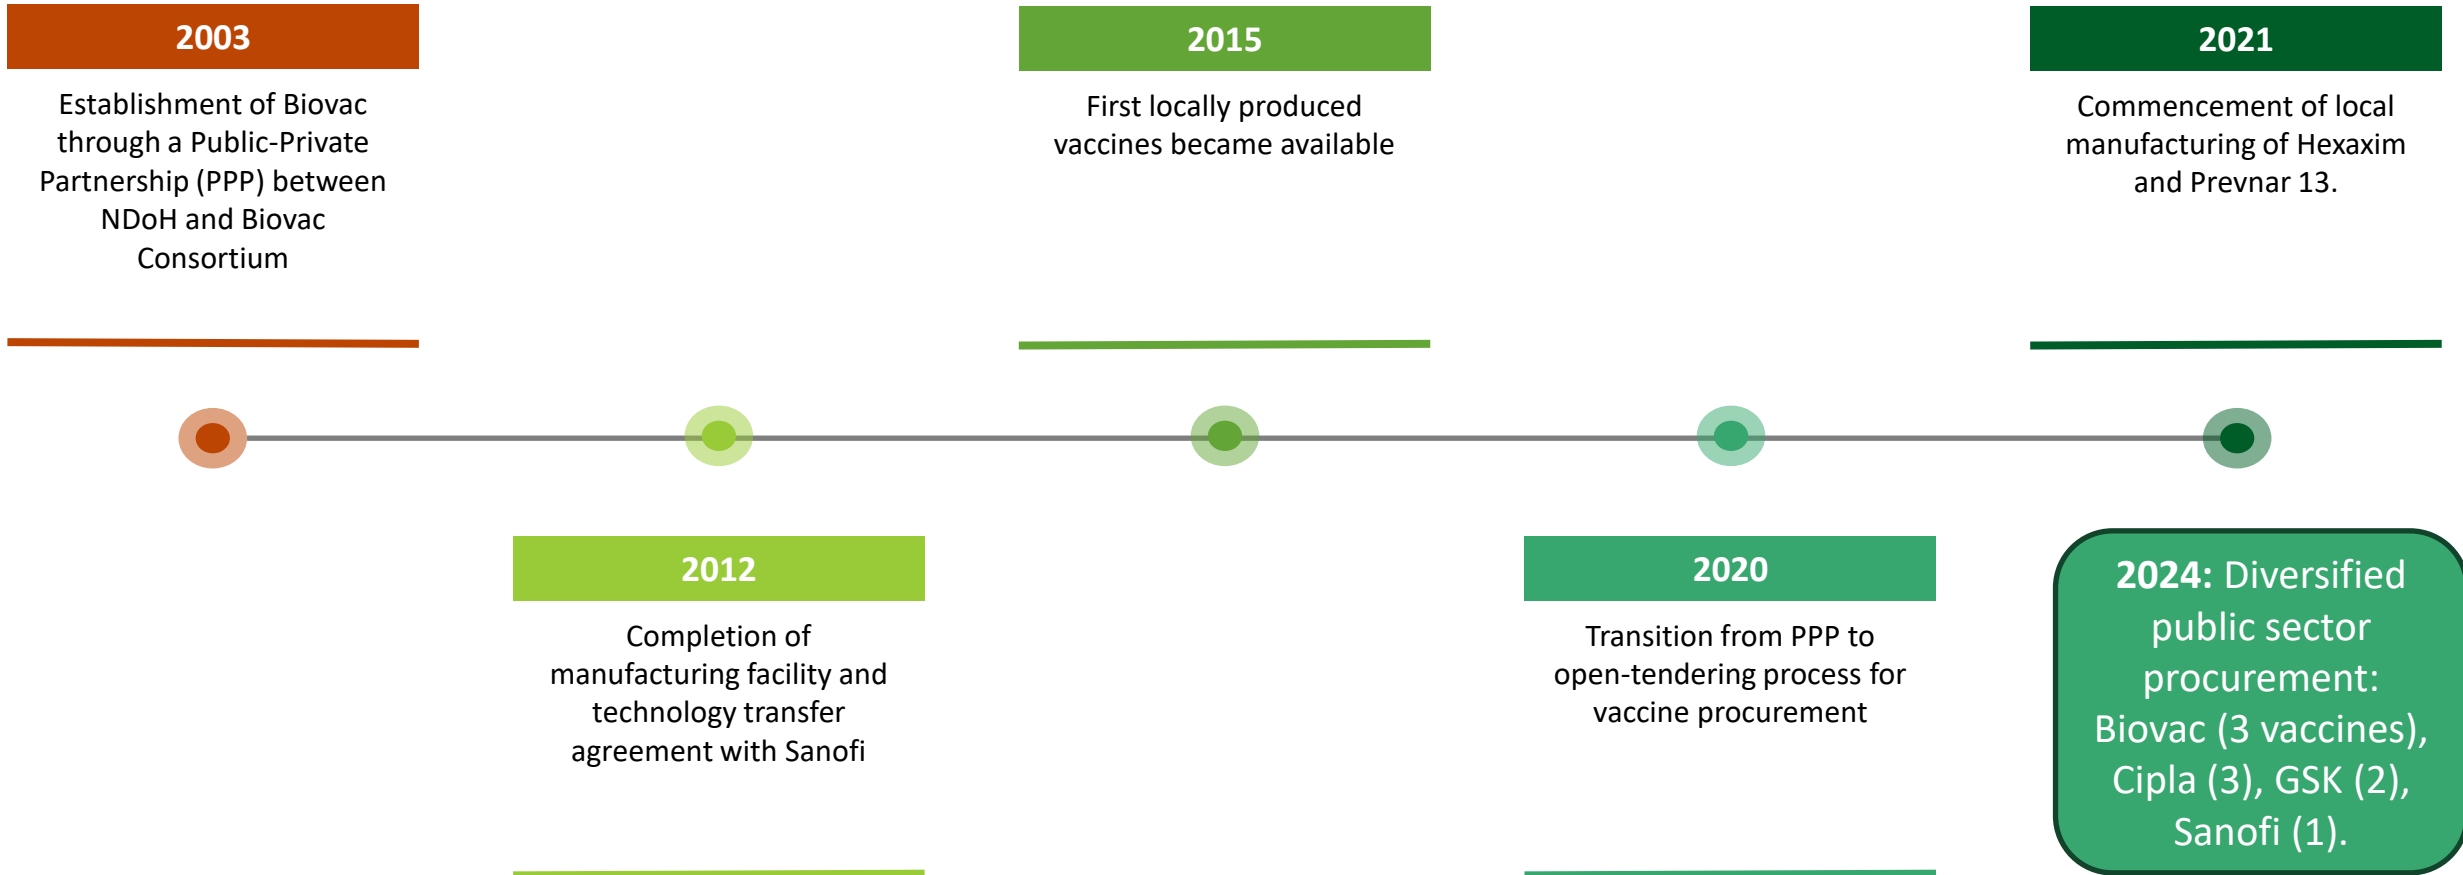 2003
Establishment of Biovac
through a Public-Private
Partnership (PPP) between
NDoH and Biovac
Consortium
2012
Completion of
manufacturing facility and
technology transfer
agreement with Sanofi
2015
First locally produced
vaccines became available
2020
Transition from PPP to
open-tendering process for
vaccine procurement
2021
Commencement of local
manufacturing of Hexaxim
and Prevnar 13.
2024: Diversified
public sector
procurement:
Biovac (3 vaccines),
Cipla (3), GSK (2),
Sanofi (1).